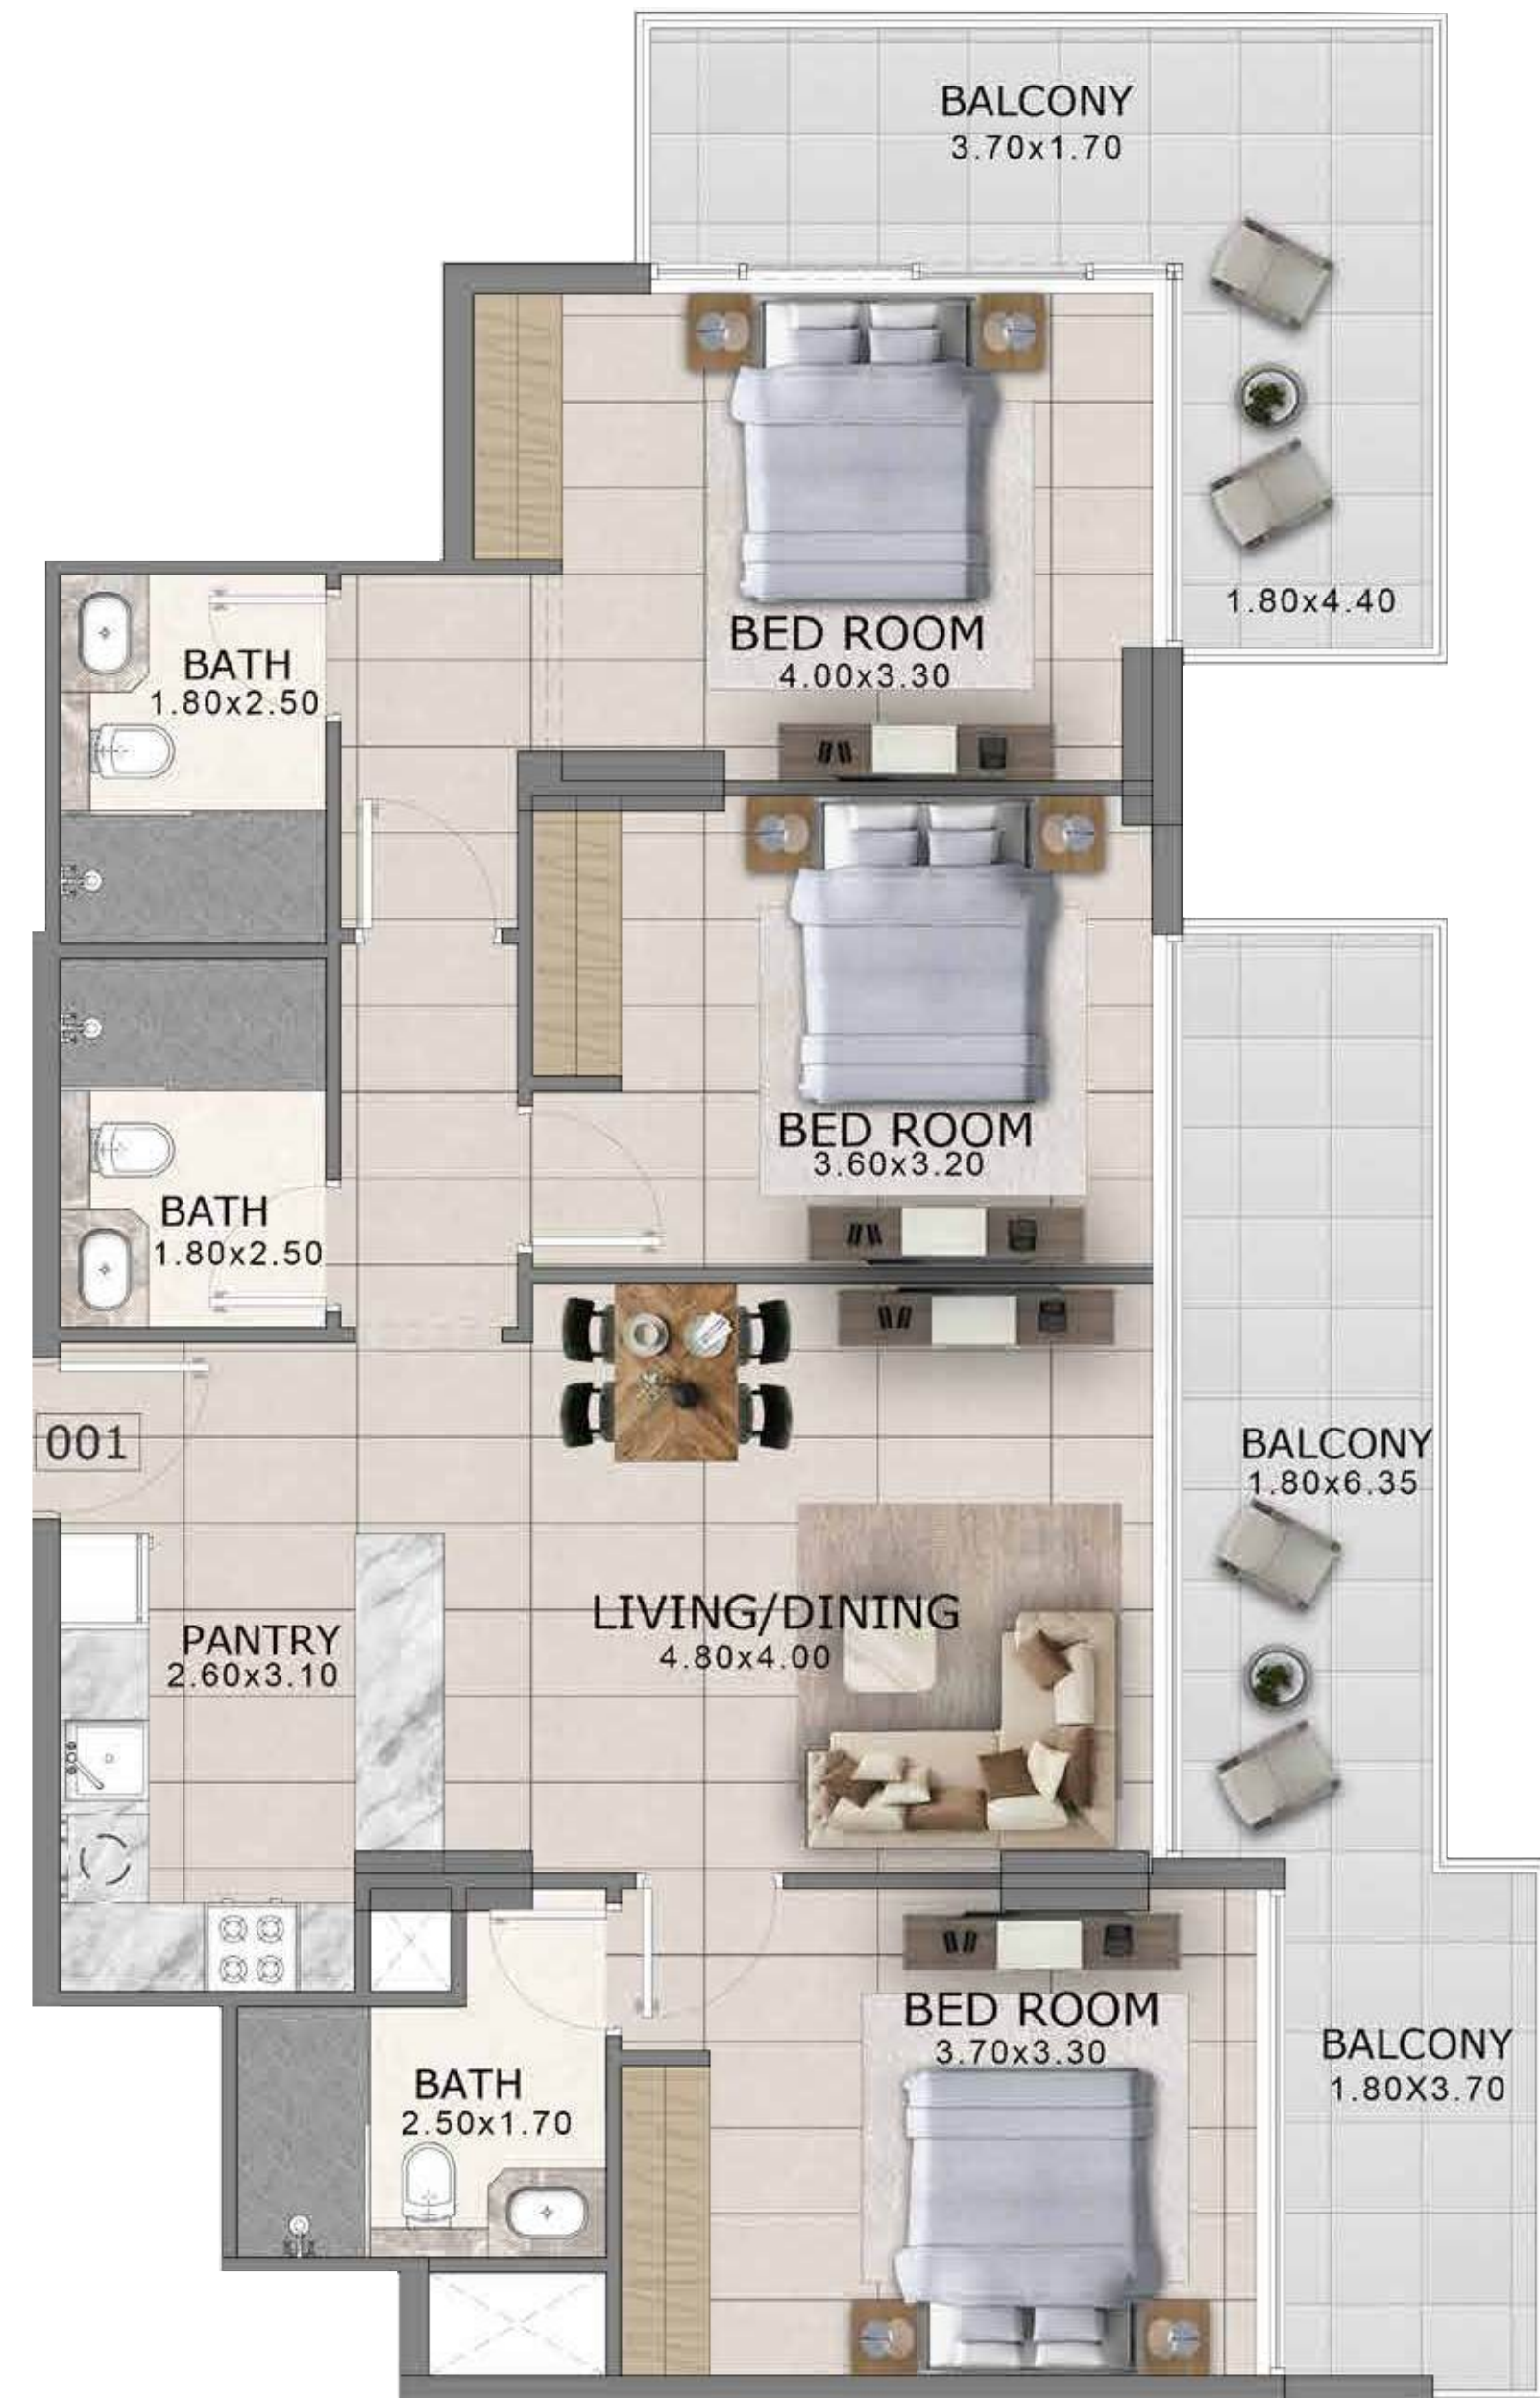 BALCONY
3.70x1.70
1.80x4.40
BED ROOM
4.00x3.30
BATH
1.80x2.50
BED ROOM
3.60x3.20
BATH
1.80x2.50
001
BALCONY
1.80x6.35
LIVING/DINING
4.80x4.00
PANTRY
2.60x3.10
BED ROOM
3.70x3.30
BALCONY
1.80X3.70
BATH
2.50x1.70